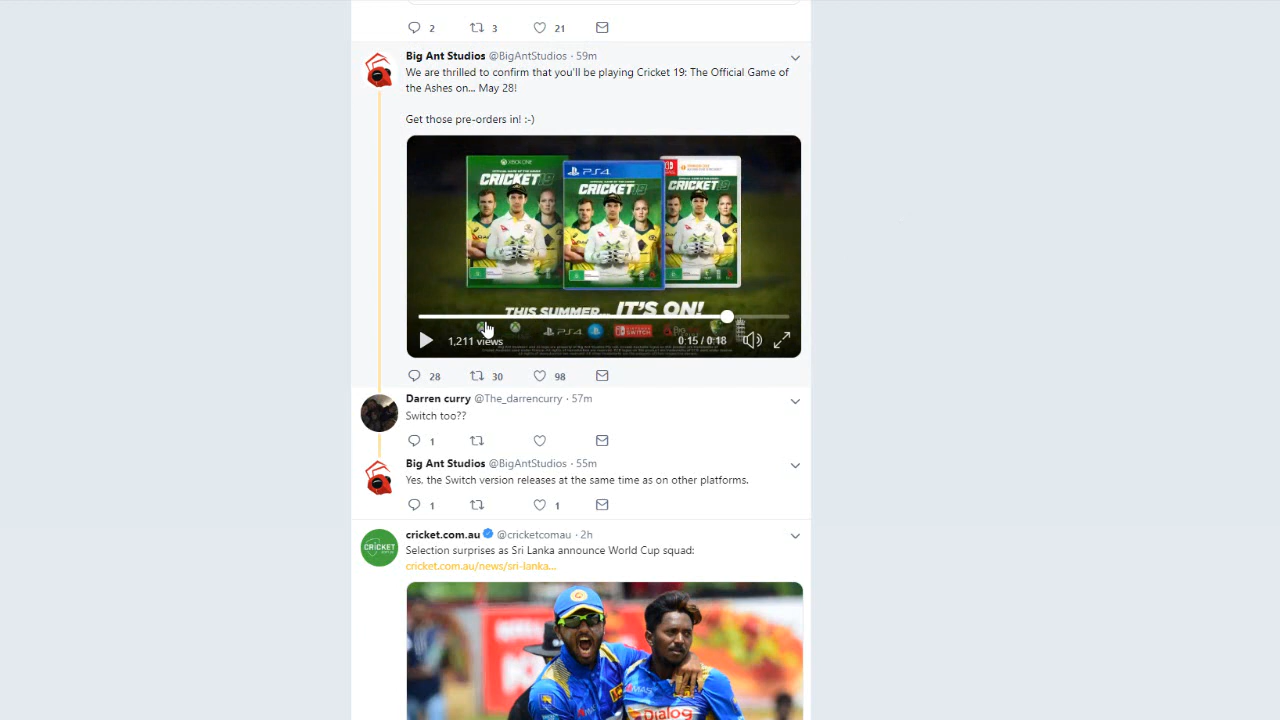 2 3 21
Big Ant Studios @BigAntStudios · 59m
We are thrilled to confirm that you'll be playing Cricket 19: The Official Game of
the Ashes on... May 28!
Get those pre-orders in! :-)
XBOX ONE
CRICKET 19
PS4
CRICKET 19
CRICKET 19
THIS SUMMER... IT'S ON!
PS4 SWITCH
1,211 views 0:15 / 0:18
28 30 98
Darren curry @The_darrencurry · 57m
Switch too??
1
Big Ant Studios @BigAntStudios · 55m
Yes, the Switch version releases at the same time as on other platforms.
1 1
cricket.com.au @cricketcomau · 2h
CRICKET
Selection surprises as Sri Lanka announce World Cup squad:
cricket.com.au/news/sri-lanka...
MAS
Dialog